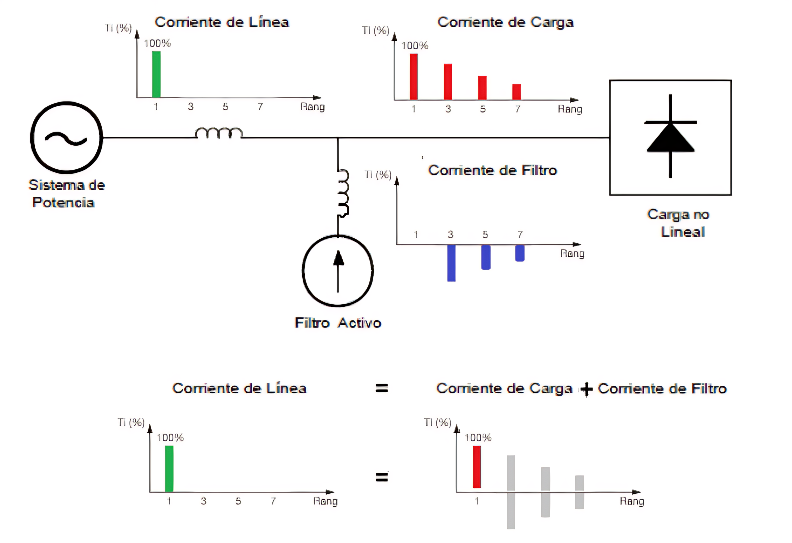 Corriente de Línea
Ti (%)
100%
1 3 5 7 Rang
Corriente de Carga
Ti (%)
100%
1 3 5 7 Rang
Sistema de
Potencia
Corriente de Filtro
Ti (%)
1 3 5 7
Rang
Carga no
Lineal
Filtro Activo
Corriente de Línea = Corriente de Carga + Corriente de Filtro
Ti (%)
100%
1 3 5 7 Rang
=
Ti (%)
100%
1 Rang